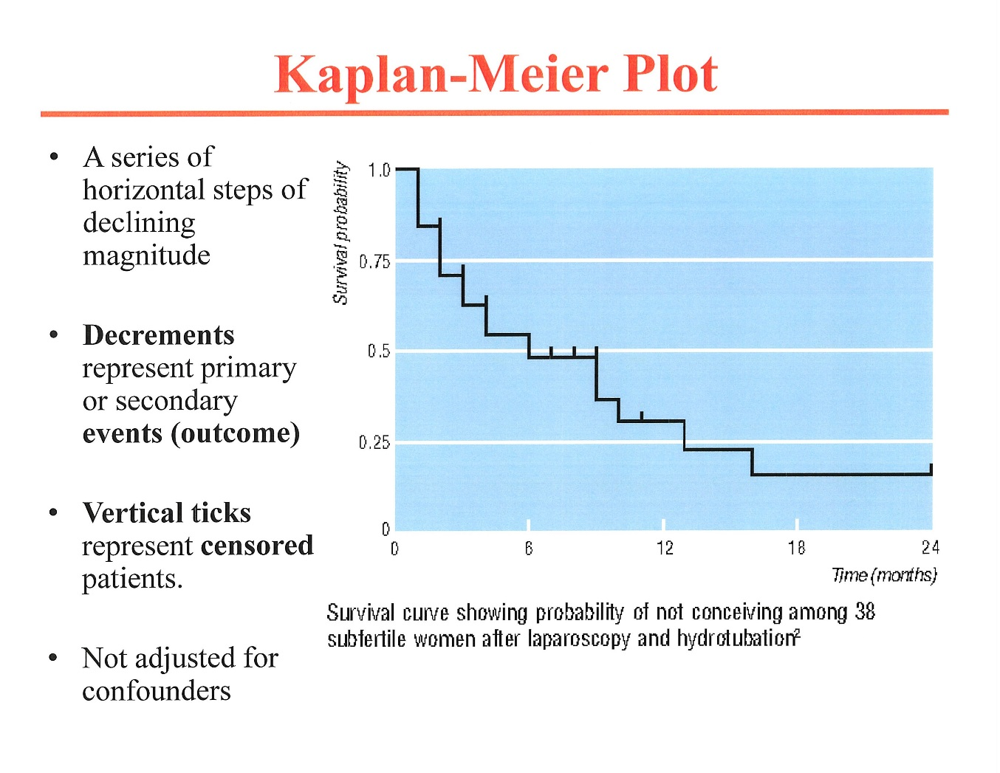 Kaplan-Meier Plot
• A series of
horizontal steps of
declining
magnitude
• Decrements
represent primary
or secondary
events (outcome)
• Vertical ticks
represent censored
patients.
• Not adjusted for
confounders
Survival probability
1.0
0.75
0.5
0.25
0
0 6 12 18 24
Time (months)
Survival curve showing probability of not conceiving among 38
subfertile women after laparoscopy and hydrotubation²